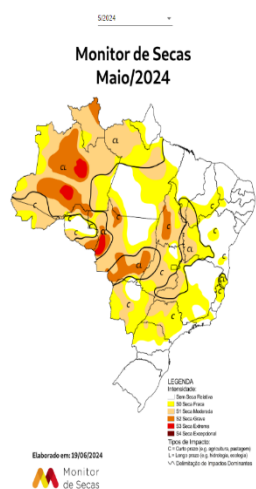 5/2024
Monitor de Secas
Maio/2024
α
α
α
α
c
c
c
c
c
c
c
c
c
c
LEGENDA
Intensidade:
Sem Seca Relativa
S0 Seca Fraca
S1 Seca Moderada
S2 Seca Grave
S3 Seca Extrema
S4 Seca Excepcional
Tipos de Impacto:
C = Curto prazo (e.g. agricultura, pastagem)
L = Longo prazo (e.g. hidrologia, ecologia)
Delimitação de Impactos Dominantes
Elaborado em: 19/06/2024
Monitor
de Secas